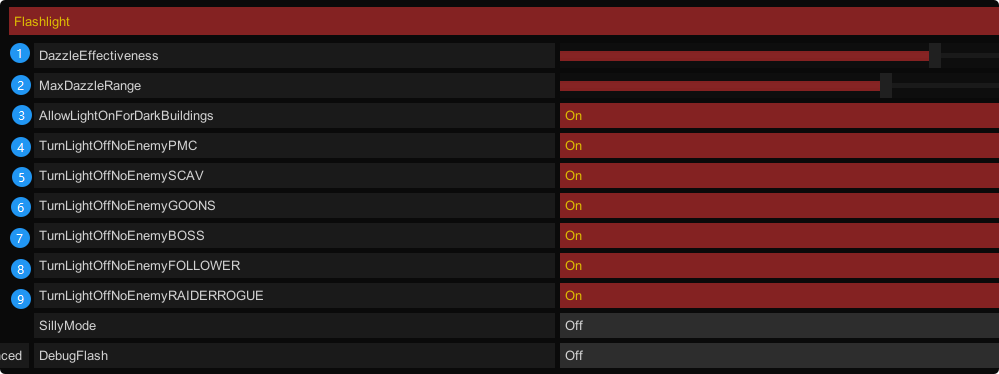 Flashlight
1 DazzleEffectiveness
2 MaxDazzleRange
3 AllowLightOnForDarkBuildings On
4 TurnLightOffNoEnemyPMC On
5 TurnLightOffNoEnemySCAV On
6 TurnLightOffNoEnemyGOONS On
7 TurnLightOffNoEnemyBOSS On
8 TurnLightOffNoEnemyFOLLOWER On
9 TurnLightOffNoEnemyRAIDERROGUE On
SillyMode Off
ced DebugFlash Off